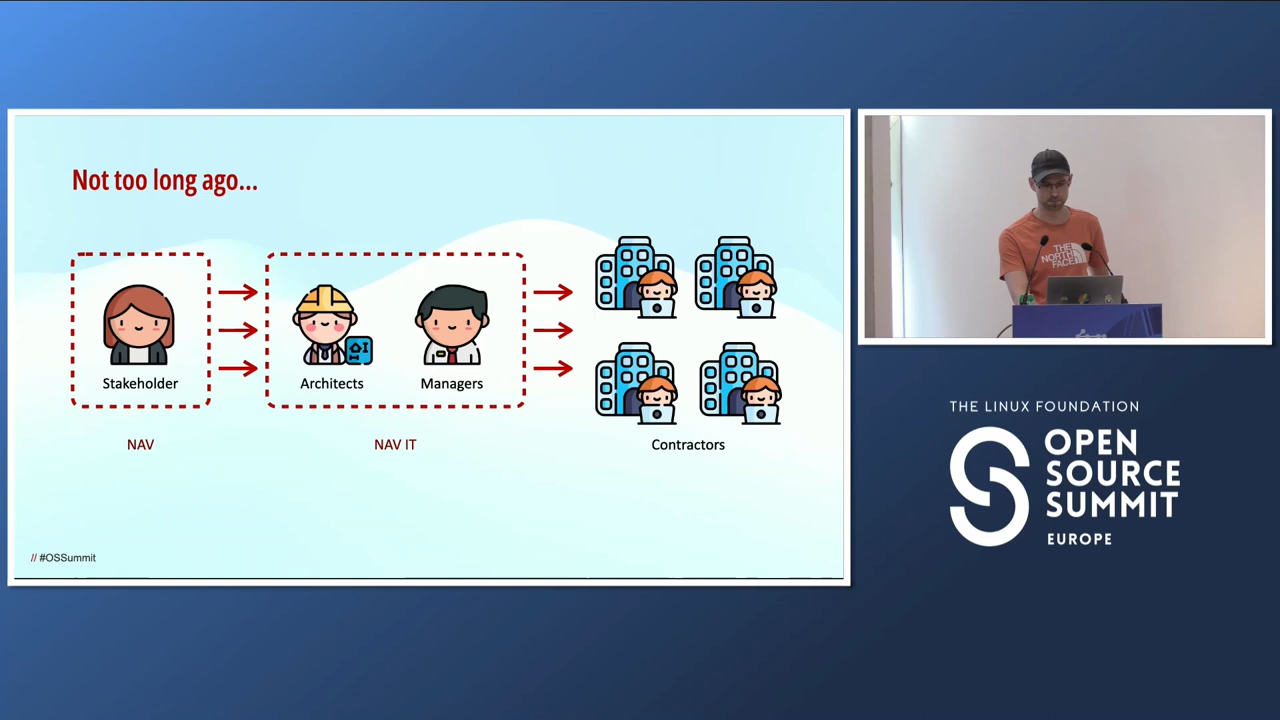 Not too long ago...
Stakeholder
Architects
Managers
NAV
NAV IT
Contractors
// #OSSummit
THE NORTH FACE
THE LINUX FOUNDATION
OPEN
SOURCE
SUMMIT
EUROPE